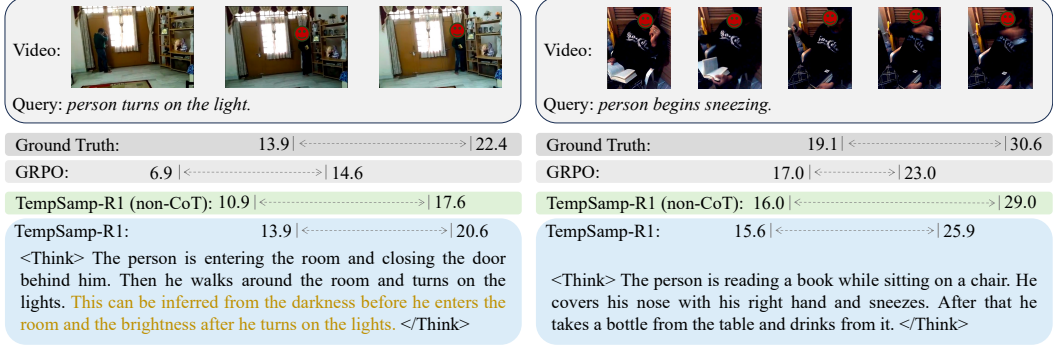 Video:
Query: person turns on the light.
Ground Truth: 13.9 22.4
GRPO: 6.9 14.6
TempSamp-R1 (non-CoT): 10.9 17.6
TempSamp-R1: 13.9 20.6
<Think> The person is entering the room and closing the door
behind him. Then he walks around the room and turns on the
lights. This can be inferred from the darkness before he enters the
room and the brightness after he turns on the lights. </Think>
Video:
Query: person begins sneezing.
Ground Truth: 19.1 30.6
GRPO: 17.0 23.0
TempSamp-R1 (non-CoT): 16.0 29.0
TempSamp-R1: 15.6 25.9
<Think> The person is reading a book while sitting on a chair. He
covers his nose with his right hand and sneezes. After that he
takes a bottle from the table and drinks from it. </Think>